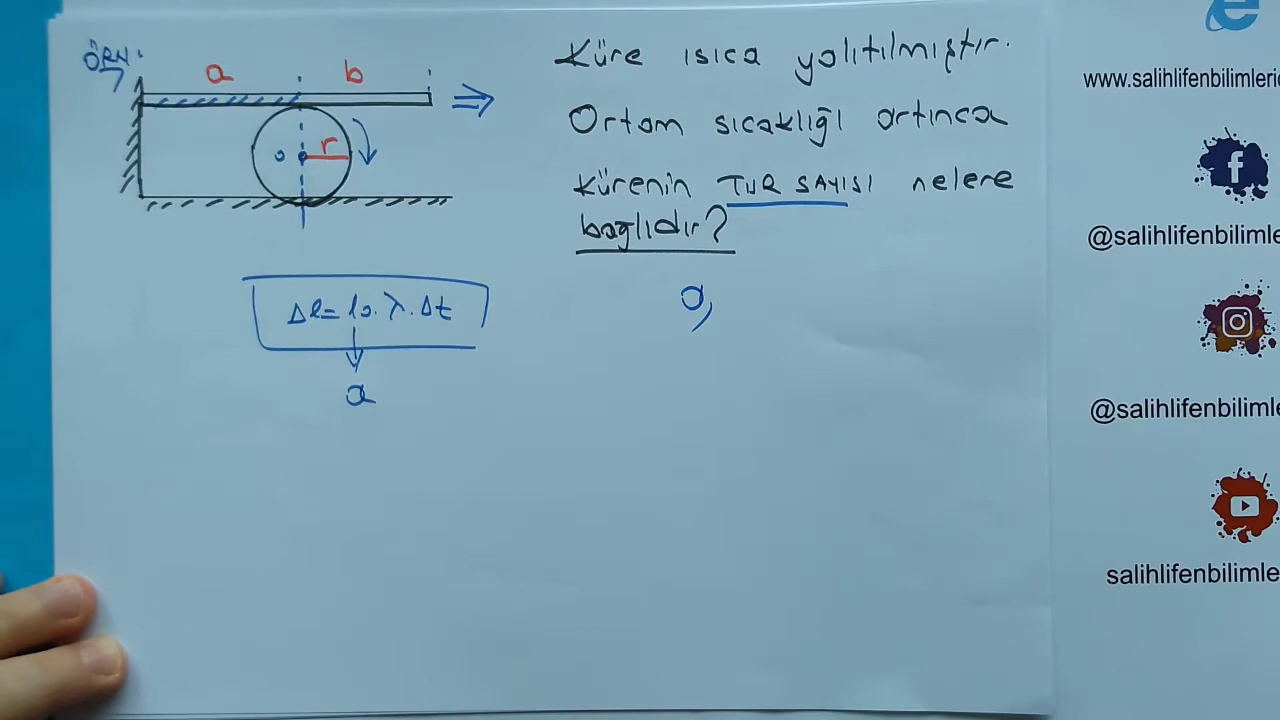 ÖRN:
a
b
r
o
Küre ısıca yalıtılmıştır.
Ortam sıcaklığı artınca
kürenin TUR SAYISI nelere
bağlıdır?
Δl = l0.λ.Δt
a
a,
www.salihlifenbilimleri
@salihlifenbilimle
@salihlifenbilimle
salihlifenbilimle